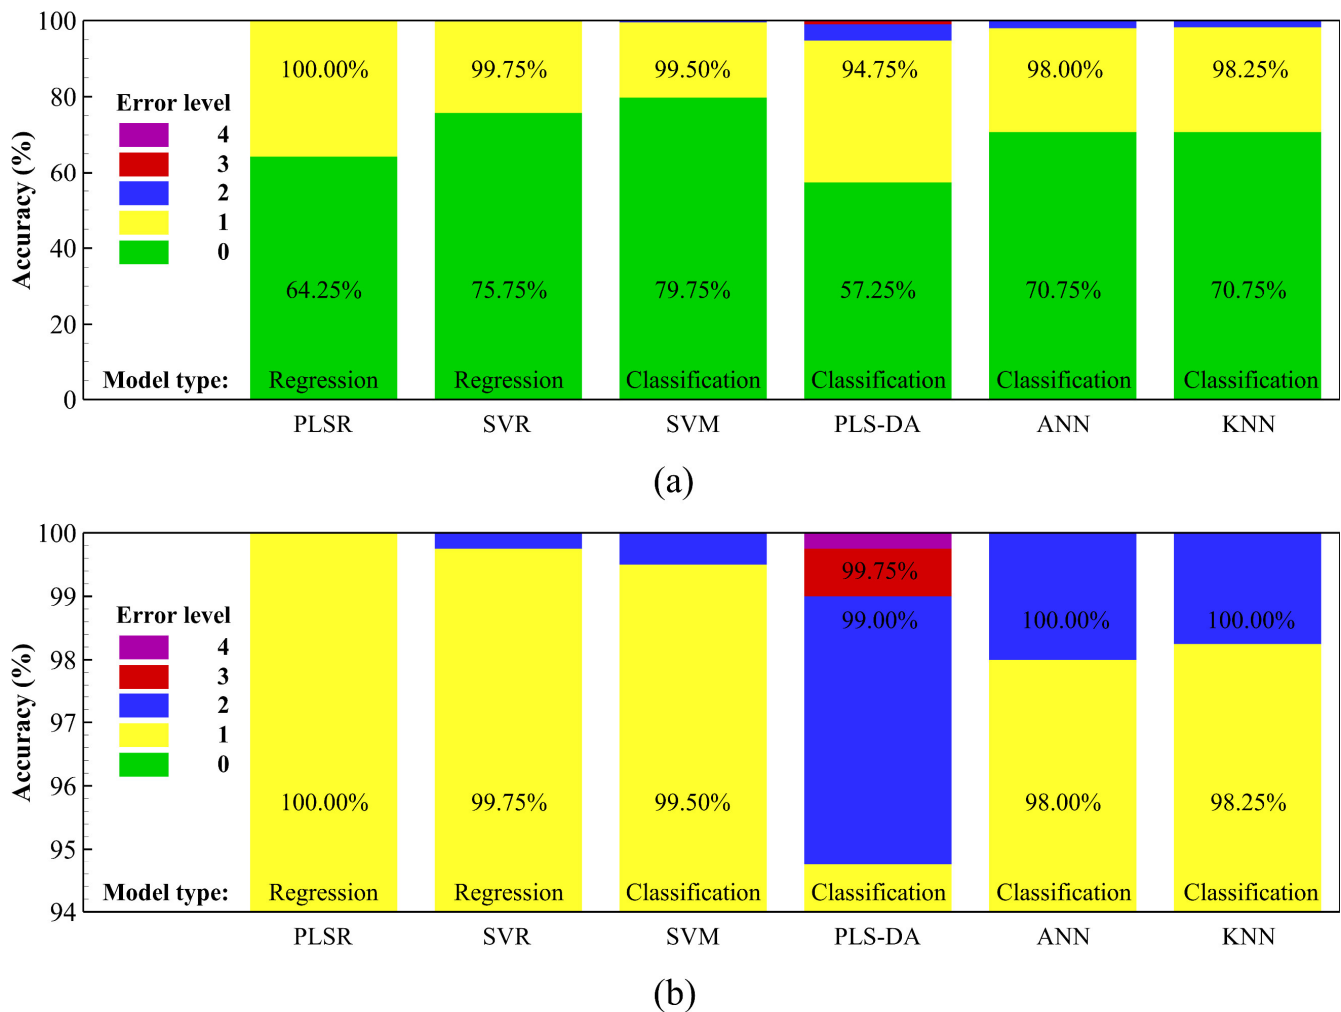 100
80
60
40
20
0
Accuracy (%)
Error level
4
3
2
1
0
100.00% 99.75% 99.50% 94.75% 98.00% 98.25%
64.25% 75.75% 79.75% 57.25% 70.75% 70.75%
Model type: Regression Regression Classification Classification Classification Classification
PLSR SVR SVM PLS-DA ANN KNN
(a)
100
99
98
97
96
95
94
Accuracy (%)
Error level
4
3
2
1
0
99.75%
99.00% 100.00% 100.00%
100.00% 99.75% 99.50% 98.00% 98.25%
Model type: Regression Regression Classification Classification Classification Classification
PLSR SVR SVM PLS-DA ANN KNN
(b)